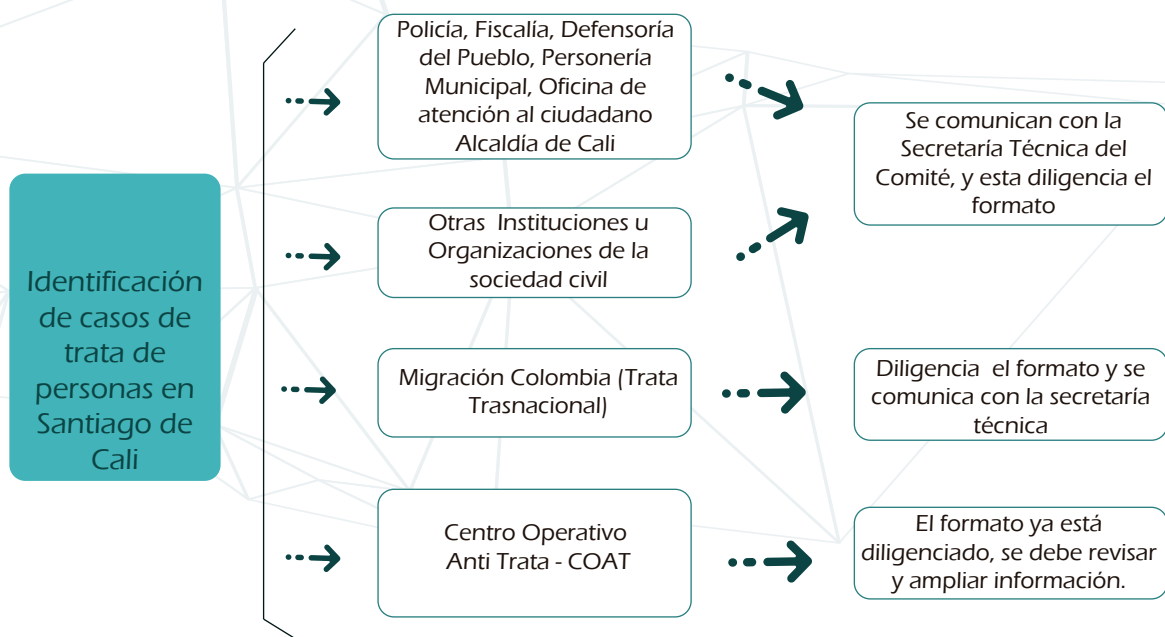 Identificación
de casos de
trata de
personas en
Santiago de
Cali
Policía, Fiscalía, Defensoría
del Pueblo, Personería
Municipal, Oficina de
atención al ciudadano
Alcaldía de Cali
Otras Instituciones u
Organizaciones de la
sociedad civil
Migración Colombia (Trata
Trasnacional)
Centro Operativo
Anti Trata - COAT
Se comunican con la
Secretaría Técnica del
Comité, y esta diligencia el
formato
Diligencia el formato y se
comunica con la secretaría
técnica
El formato ya está
diligenciado, se debe revisar
y ampliar información.